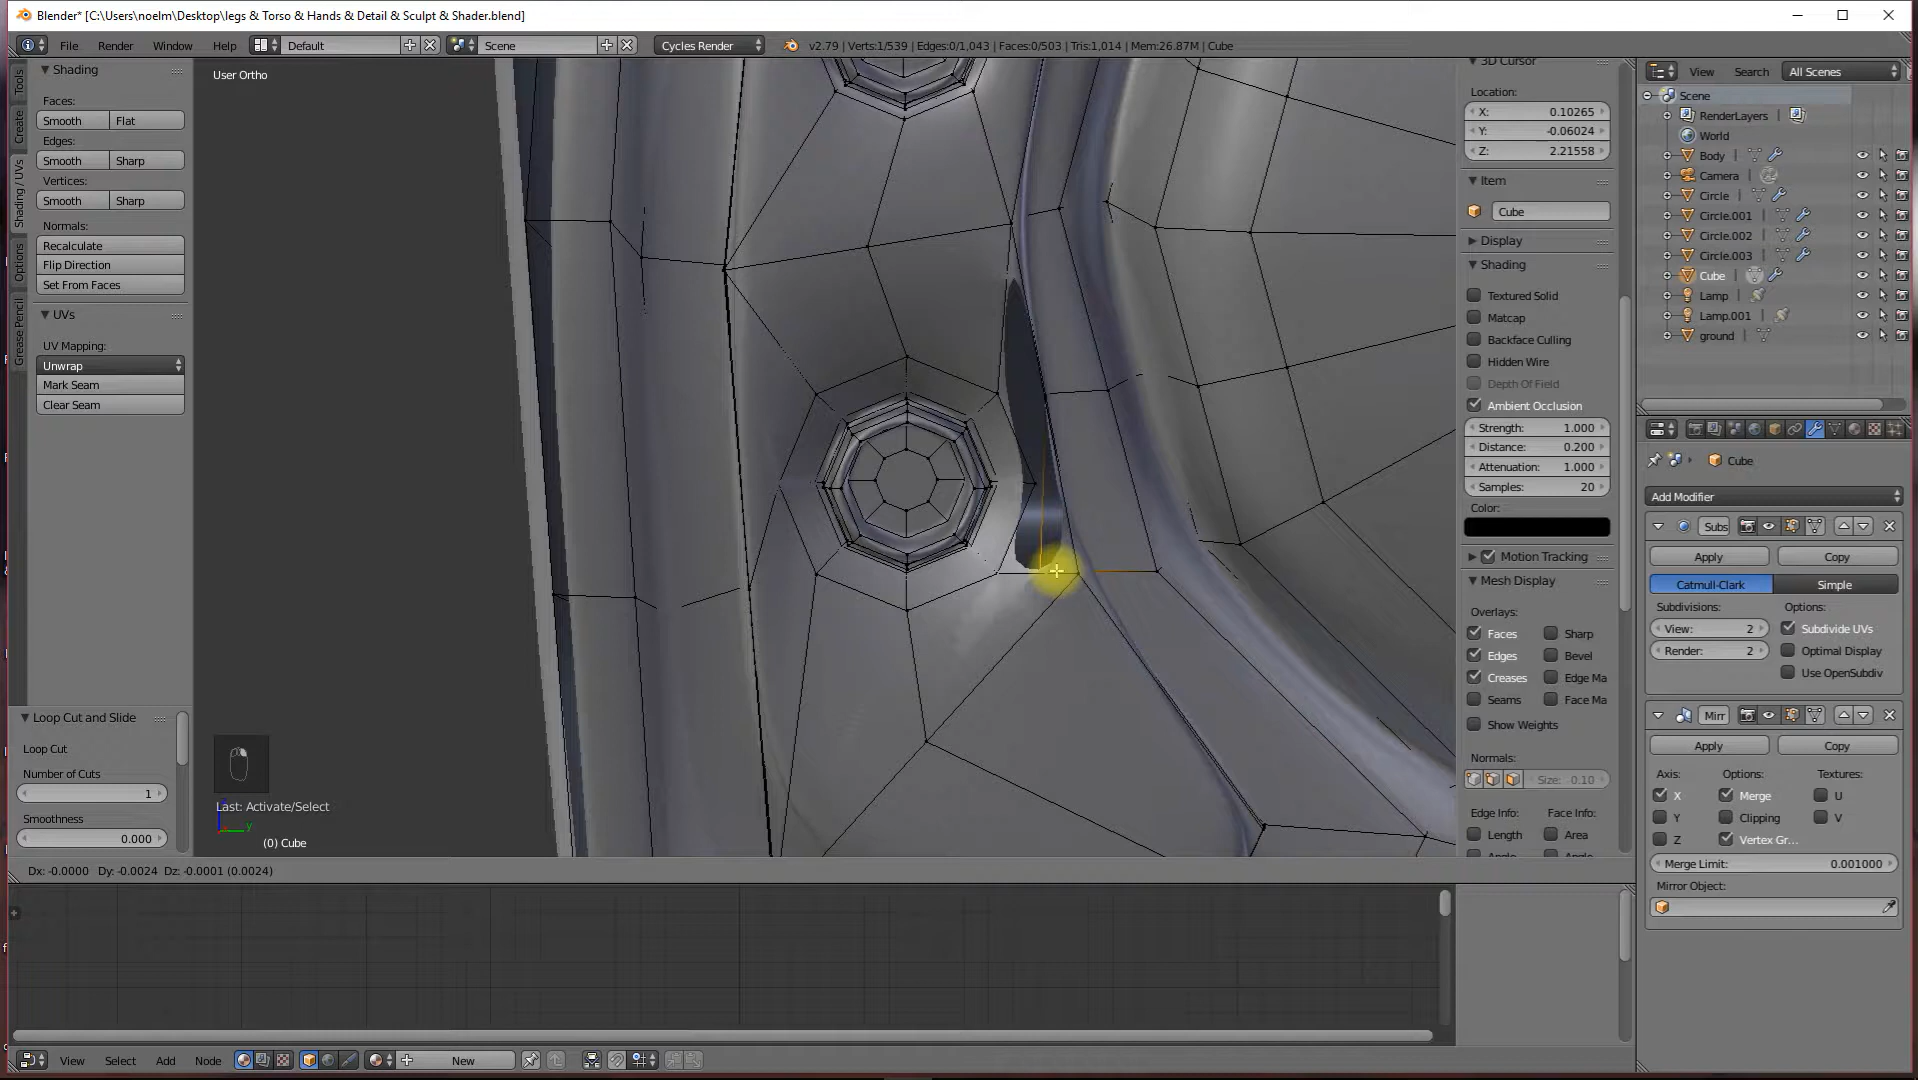 Blender* [C:\Users\noelm\Desktop\legs & Torso & Hands & Detail & Sculpt & Shader.blend]
File Render Window Help Default Scene Cycles Render v2.79 | Verts:1/539 | Edges:0/1,043 | Faces:0/503 | Tris:1,014 | Mem:26.87M | Cube
Tools
Create
Shading / UVs
Options
Grease Pencil
Shading
Faces:
Smooth Flat
Edges:
Smooth Sharp
Vertices:
Smooth Sharp
Normals:
Recalculate
Flip Direction
Set From Faces
UVs
UV Mapping:
Unwrap
Mark Seam
Clear Seam
Loop Cut and Slide
Loop Cut
Number of Cuts
1
Smoothness
0.000
User Ortho
Last: Activate/Select
y
(0) Cube
Dx: -0.0000 Dy: -0.0024 Dz: -0.0001 (0.0024)
View Select Add Node New
3D Cursor
Location:
X: 0.10265
Y: -0.06024
Z: 2.21558
Item
Cube
Display
Shading
Textured Solid
Matcap
Backface Culling
Hidden Wire
Depth Of Field
Ambient Occlusion
Strength: 1.000
Distance: 0.200
Attenuation: 1.000
Samples: 20
Color:
Motion Tracking
Mesh Display
Overlays:
Faces Sharp
Edges Bevel
Creases Edge Ma
Seams Face Ma
Show Weights
Normals:
Size: 0.10
Edge Info: Face Info:
Length Area
View Search All Scenes
Scene
RenderLayers
World
Body
Camera
Circle
Circle.001
Circle.002
Circle.003
Cube
Lamp
Lamp.001
ground
Cube
Add Modifier
Subs
Apply Copy
Catmull-Clark Simple
Subdivisions: Options:
View: 2 Subdivide UVs
Render: 2 Optimal Display
Use OpenSubdiv
Mirr
Apply Copy
Axis: Options: Textures:
X Merge U
Y Clipping V
Z Vertex Gr...
Merge Limit: 0.001000
Mirror Object: